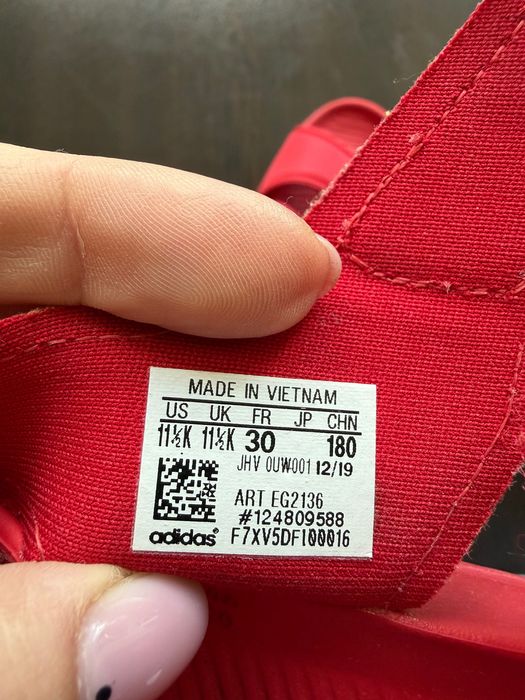 MADE IN VIETNAM
US UK FR JP CHN
11½K 11½K 30 180
JHV 0UW001 12/19
ART EG2136
#124809588
adidas® F7XV5DFI00016